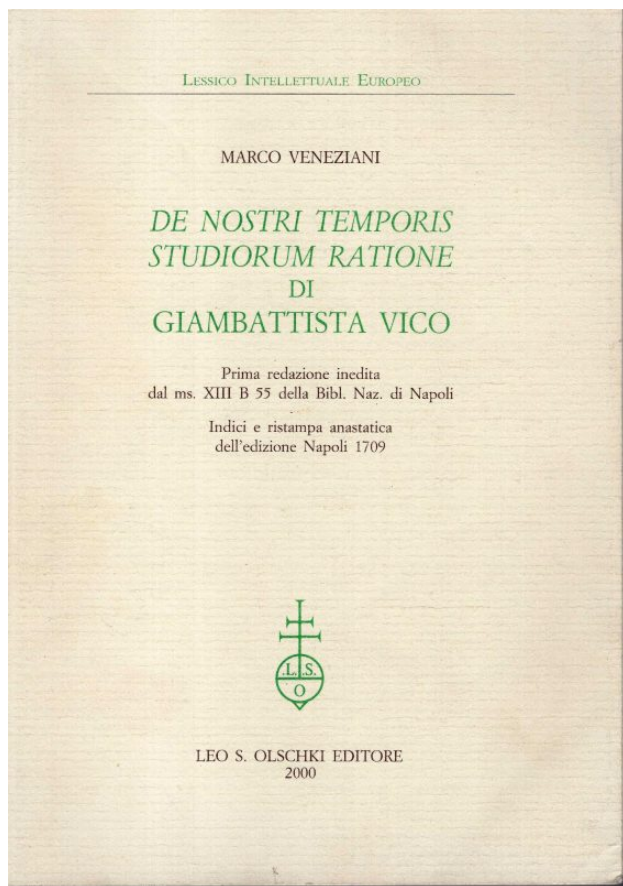 LESSICO INTELLETTUALE EUROPEO
MARCO VENEZIANI
DE NOSTRI TEMPORIS
STUDIORUM RATIONE
DI
GIAMBATTISTA VICO
Prima redazione inedita
dal ms. XIII B 55 della Bibl. Naz. di Napoli
Indici e ristampa anastatica
dell'edizione Napoli 1709
.L.S.
O
LEO S. OLSCHKI EDITORE
2000